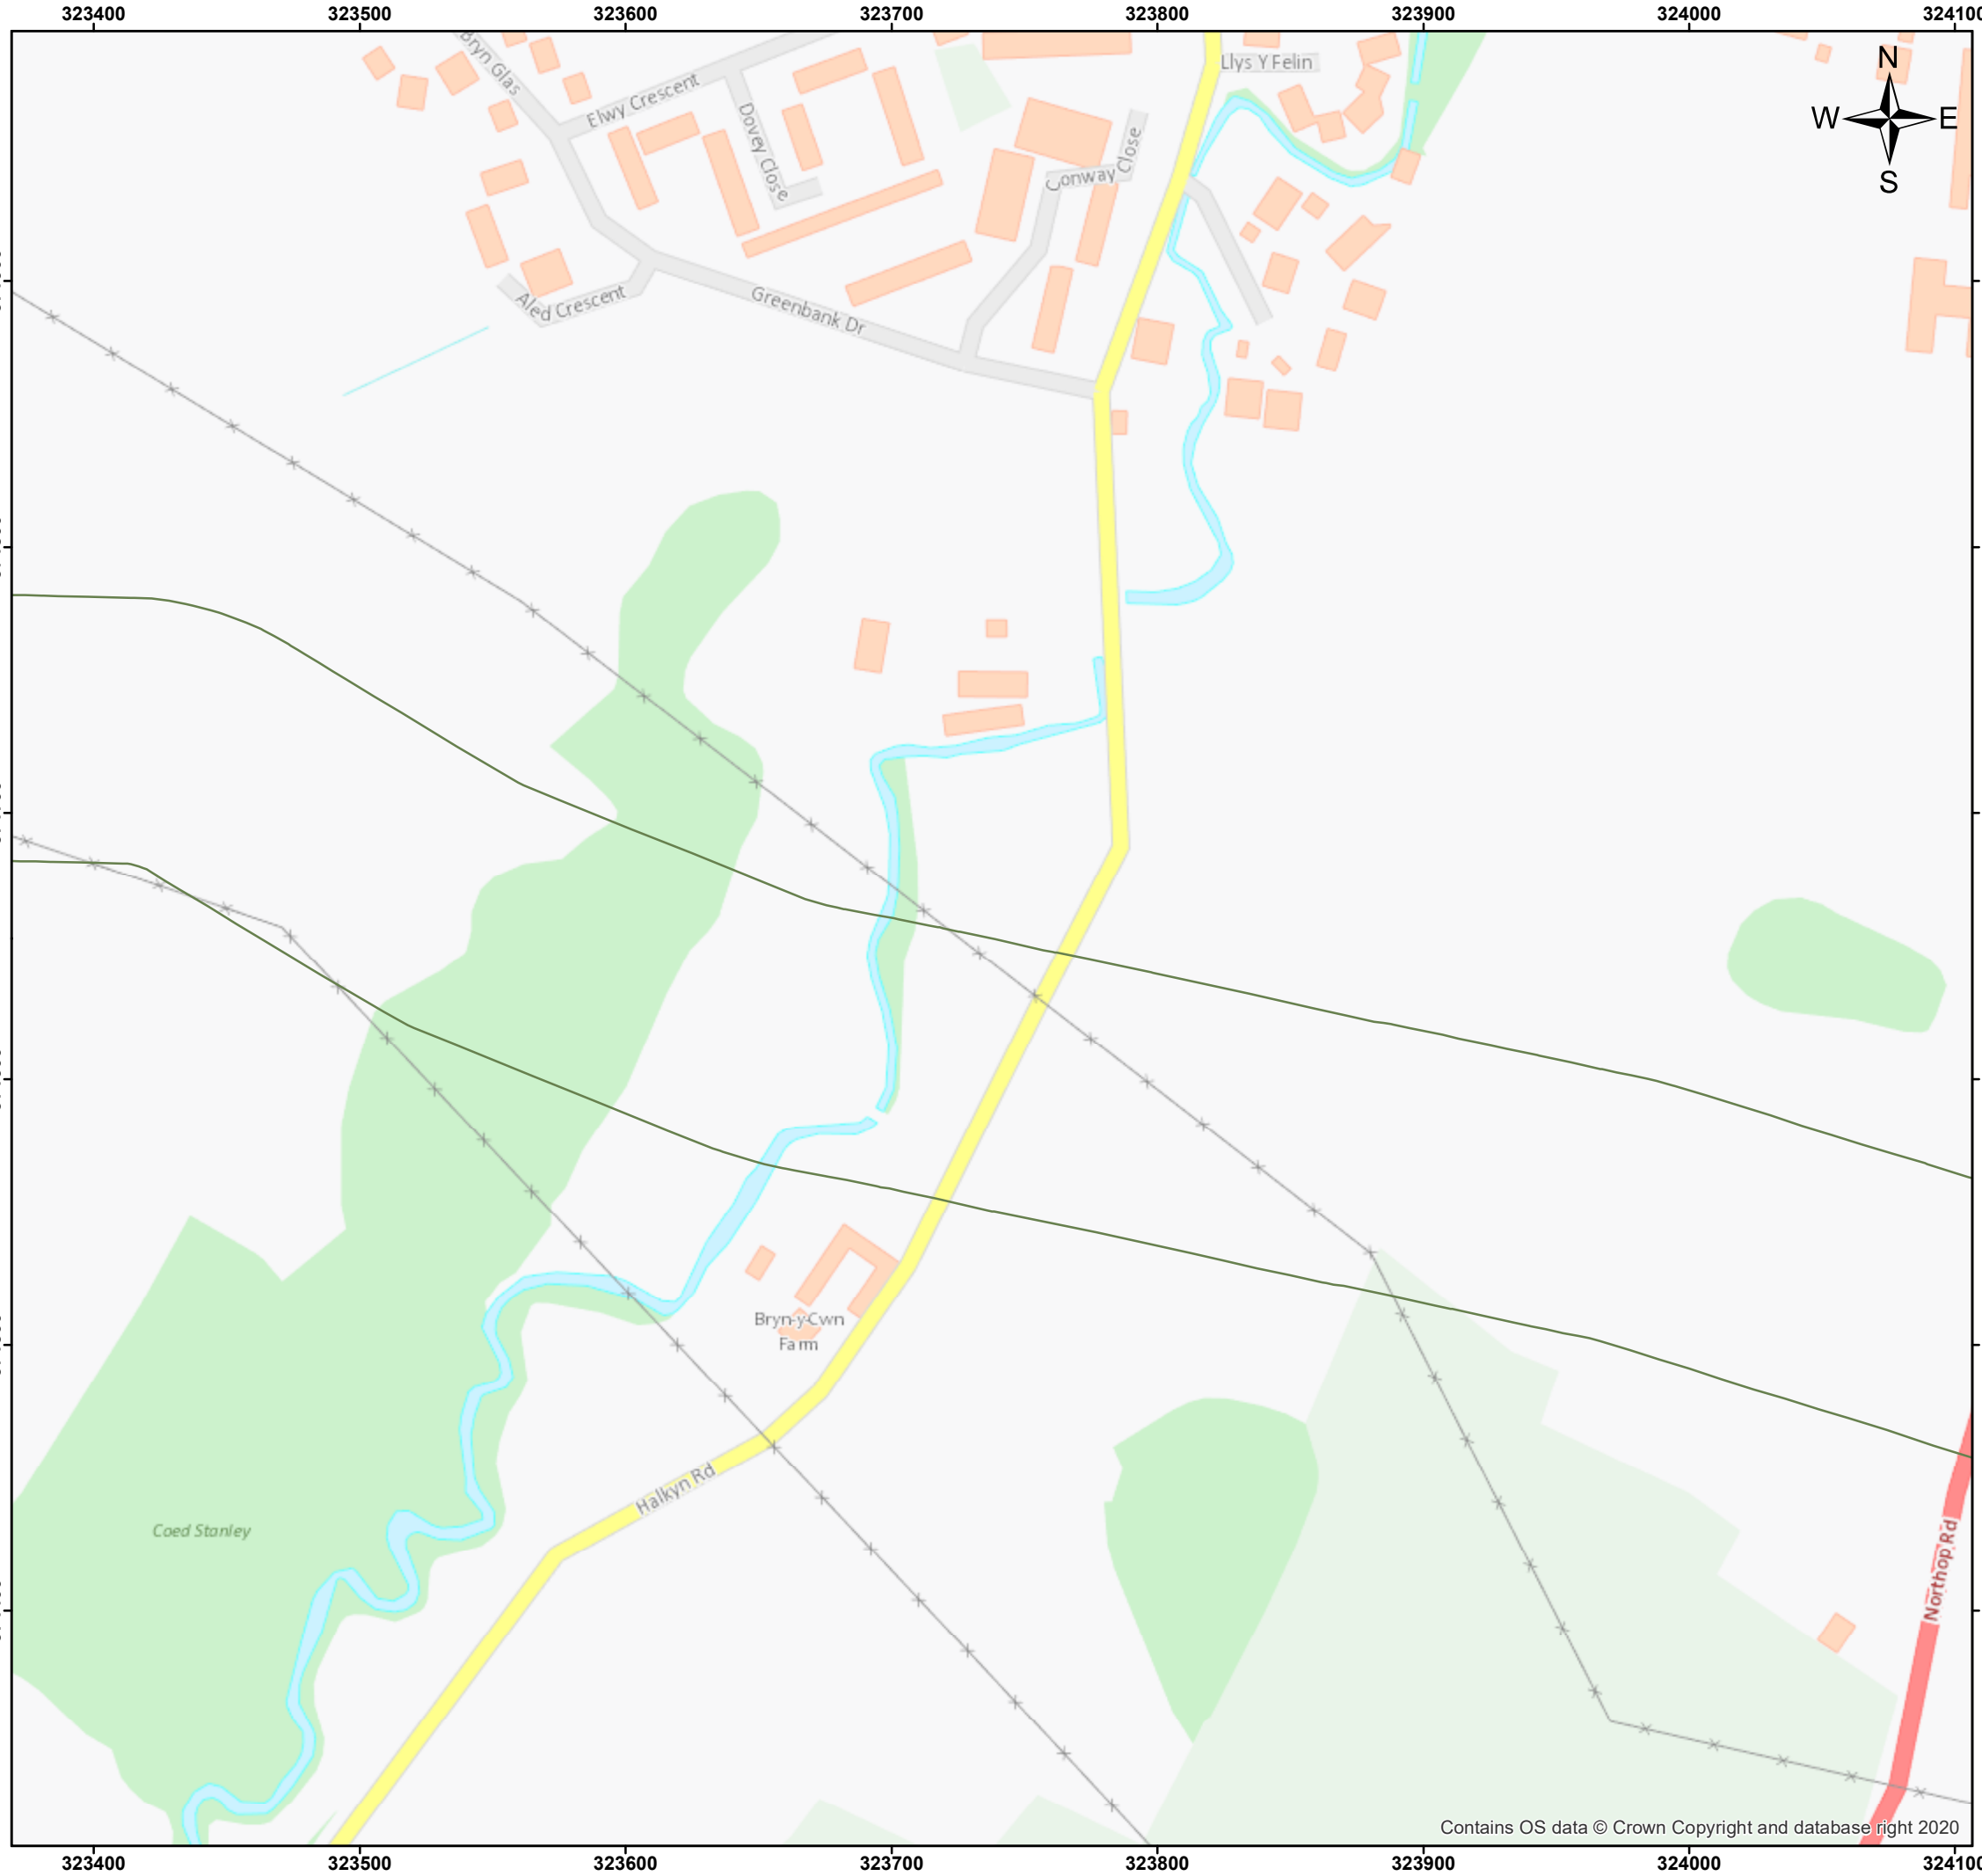 323400 323500 323600 323700 323800 323900 324000
Bryn Glas
Elwy Crescent
Dovey Close
Conway Close
Llys Y Felin
N
W E
S
Aled Crescent
Greenbank Dr
Bryn-y-Cwn
Farm
Halkyn Rd
Coed Stanley
Northop Rd
Contains OS data © Crown Copyright and database right 2020
323400 323500 323600 323700 323800 323900 324000